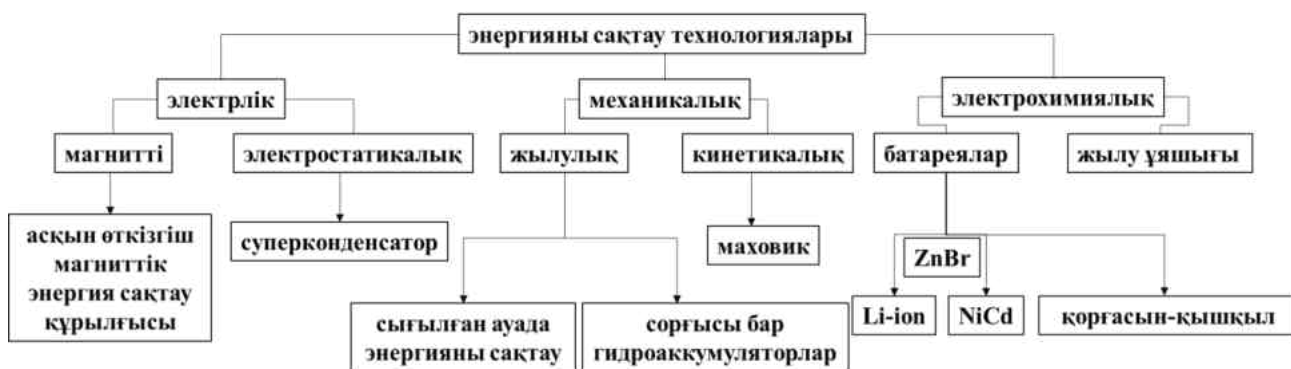 энергияны сақтау технологиялары
электрлік
механикалық
электрохимиялық
магнитті
электростатикалық
жылулық
кинетикалық
батареялар
жылу ұяшығы
асқын өткізгіш
магниттік
энергия сақтау
құрылғысы
суперконденсатор
маховик
ZnBr
сығылған ауада
энергияны сақтау
сорғысы бар
гидроаккумуляторлар
Li-ion
NiCd
қорғасын-қышқыл